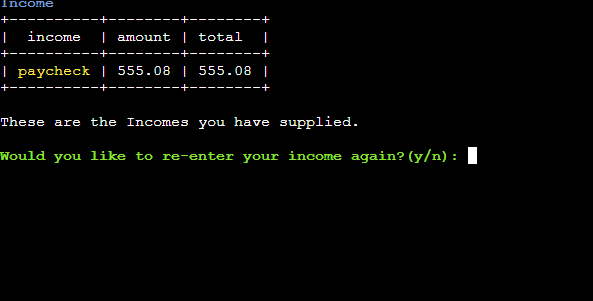 Income
+----------+--------+--------+
|  income  | amount | total  |
+----------+--------+--------+
| paycheck | 555.08 | 555.08 |
+----------+--------+--------+
These are the Incomes you have supplied.
Would you like to re-enter your income again?(y/n):